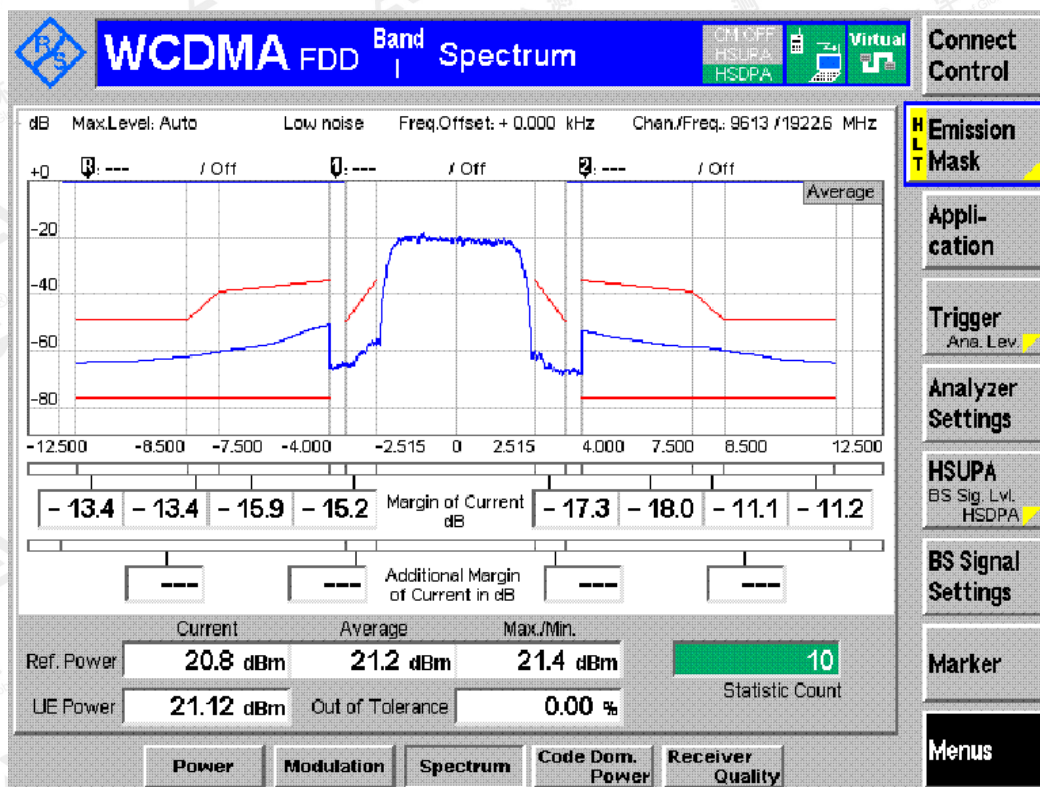 R&S
WCDMA FDD Band I Spectrum
CM OFF
HSUPA
HSDPA
Virtual
Connect Control
dB Max.Level: Auto Low noise Freq.Offset: + 0.000 kHz Chan./Freq.: 9613 / 1922.6 MHz
HLT Emission Mask
+0 R: --- / Off 1: --- / Off 2: --- / Off
Average
-20
-40
-60
-80
Appli-
cation
Trigger
Ana. Lev.
Analyzer Settings
-12.500 -8.500 -7.500 -4.000 -2.515 0 2.515 4.000 7.500 8.500 12.500
HSUPA
BS Sig. Lvl.
HSDPA
- 13.4 - 13.4 - 15.9 - 15.2 Margin of Current dB - 17.3 - 18.0 - 11.1 - 11.2
BS Signal Settings
--- --- Additional Margin of Current in dB --- ---
Current Average Max./Min.
Ref. Power 20.8 dBm 21.2 dBm 21.4 dBm 10
Statistic Count
UE Power 21.12 dBm Out of Tolerance 0.00 %
Marker
Menus
Power Modulation Spectrum Code Dom. Power Receiver Quality